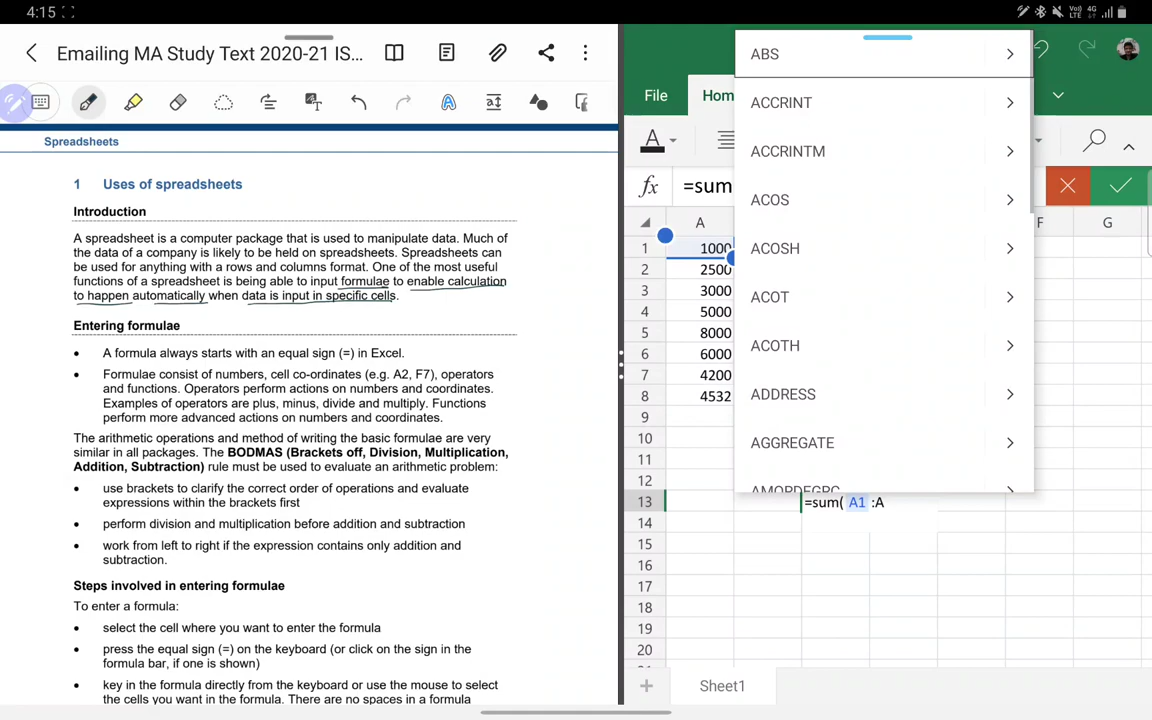 4:15
Vo)
LTE
4G
Emailing MA Study Text 2020-21 IS...
Spreadsheets
1 Uses of spreadsheets
Introduction
A spreadsheet is a computer package that is used to manipulate data. Much of
the data of a company is likely to be held on spreadsheets. Spreadsheets can
be used for anything with a rows and columns format. One of the most useful
functions of a spreadsheet is being able to input formulae to enable calculation
to happen automatically when data is input in specific cells.
Entering formulae
• A formula always starts with an equal sign (=) in Excel.
• Formulae consist of numbers, cell co-ordinates (e.g. A2, F7), operators
and functions. Operators perform actions on numbers and coordinates.
Examples of operators are plus, minus, divide and multiply. Functions
perform more advanced actions on numbers and coordinates.
The arithmetic operations and method of writing the basic formulae are very
similar in all packages. The BODMAS (Brackets off, Division, Multiplication,
Addition, Subtraction) rule must be used to evaluate an arithmetic problem:
• use brackets to clarify the correct order of operations and evaluate
expressions within the brackets first
• perform division and multiplication before addition and subtraction
• work from left to right if the expression contains only addition and
subtraction.
Steps involved in entering formulae
To enter a formula:
• select the cell where you want to enter the formula
• press the equal sign (=) on the keyboard (or click on the sign in the
formula bar, if one is shown)
• key in the formula directly from the keyboard or use the mouse to select
the cells you want in the formula. There are no spaces in a formula
File Hom
A
fx =sum
ABS
ACCRINT
ACCRINTM
ACOS
ACOSH
ACOT
ACOTH
ADDRESS
AGGREGATE
AMORDEGRC
A F G
1 1000
2 2500
3 3000
4 5000
5 8000
6 6000
7 4200
8 4532
9
10
11
12
13 =sum( A1 :A
14
15
16
17
18
19
20
Sheet1